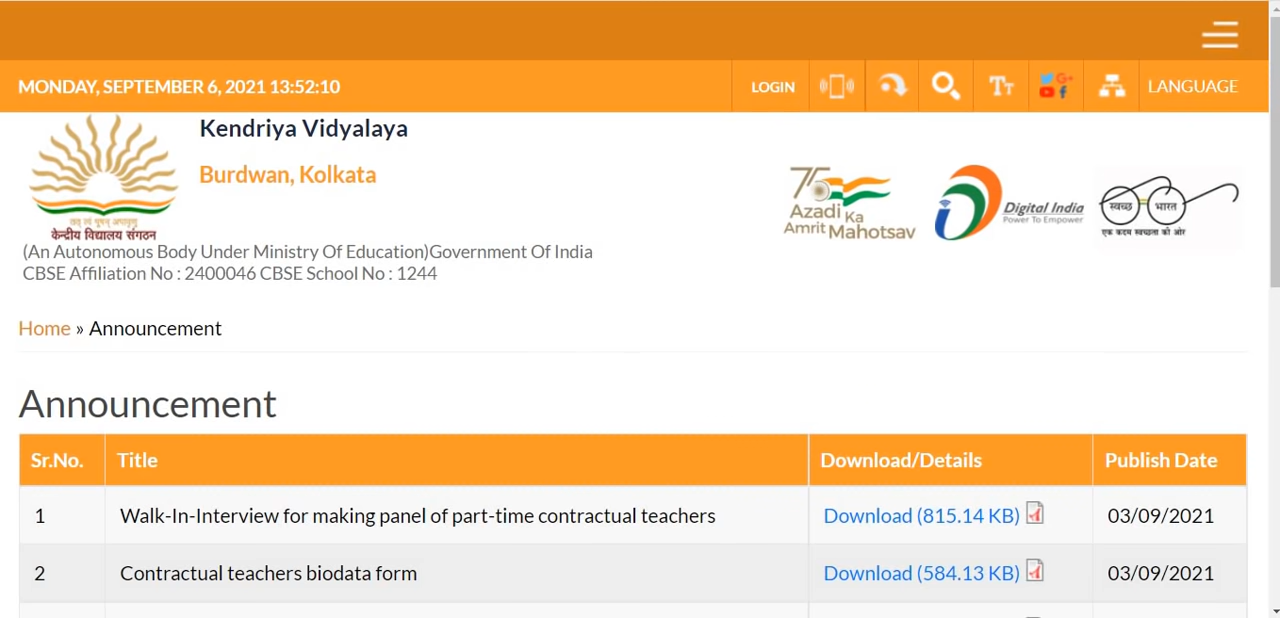 MONDAY, SEPTEMBER 6, 2021 13:52:10
LOGIN
Tт
LANGUAGE
Kendriya Vidyalaya
Burdwan, Kolkata
केन्द्रीय विद्यालय संगठन
75
Azadi Ka
Amrit Mahotsav
Digital India
Power To Empower
स्वच्छ भारत
एक कदम स्वच्छता की ओर
(An Autonomous Body Under Ministry Of Education)Government Of India
CBSE Affiliation No : 2400046 CBSE School No : 1244
Home » Announcement
Announcement
Sr.No. Title Download/Details Publish Date
1 Walk-In-Interview for making panel of part-time contractual teachers Download (815.14 KB) 03/09/2021
2 Contractual teachers biodata form Download (584.13 KB) 03/09/2021